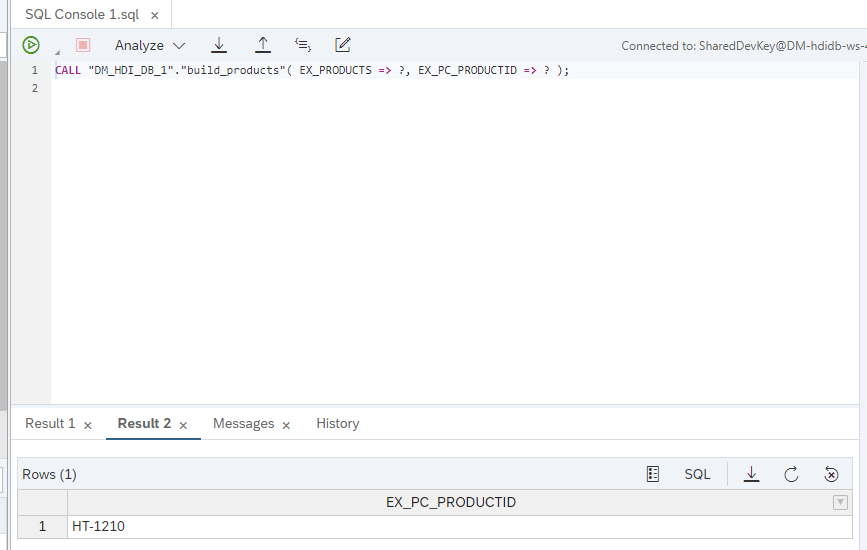 SQL Console 1.sql ×
Analyze
Connected to: SharedDevKey@DM-hdidb-ws-
1 CALL "DM_HDI_DB_1"."build_products"( EX_PRODUCTS => ?, EX_PC_PRODUCTID => ? );
2
Result 1 × Result 2 × Messages × History
Rows (1) SQL
EX_PC_PRODUCTID
1 HT-1210